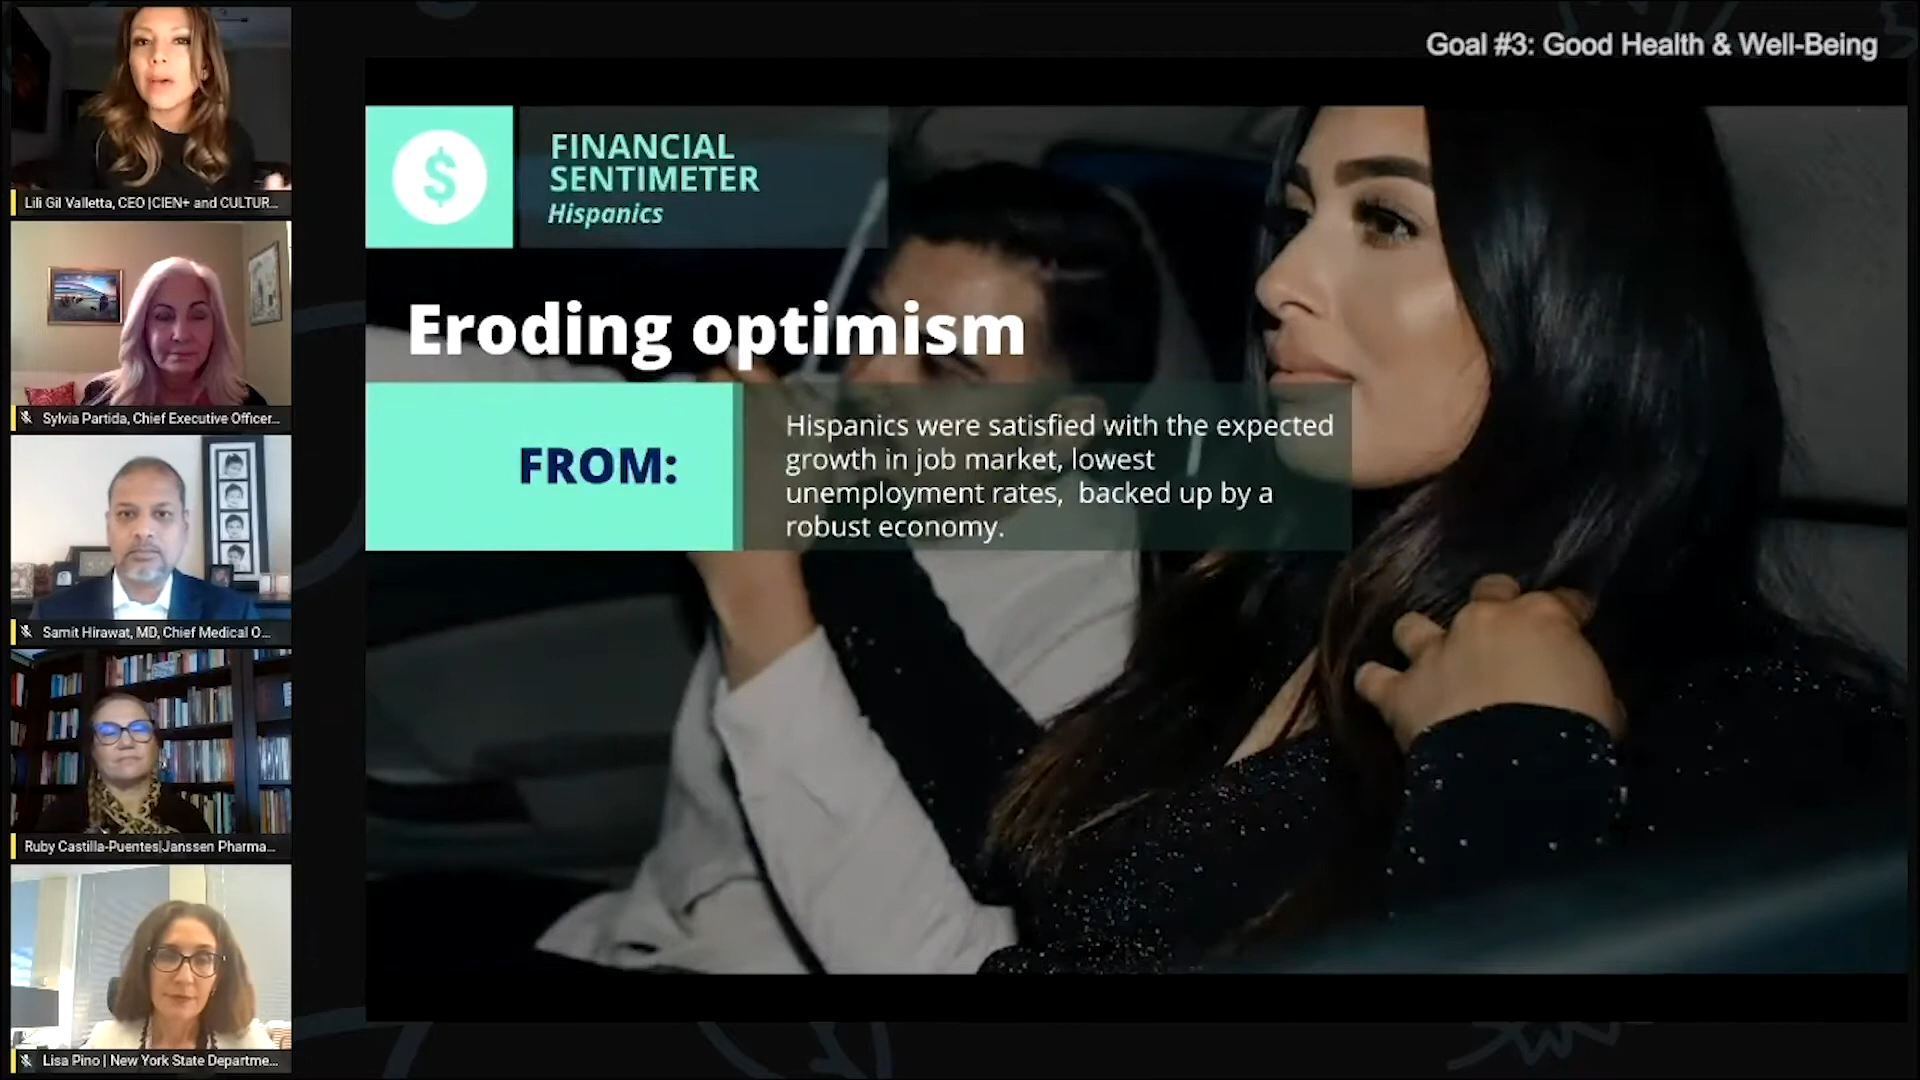 Goal #3: Good Health & Well-Being
Lili Gil Valletta, CEO |CIEN+ and CULTUR...
Sylvia Partida, Chief Executive Officer...
Samit Hirawat, MD, Chief Medical O...
Ruby Castilla-Puentes|Janssen Pharma...
Lisa Pino | New York State Departme...
$
FINANCIAL
SENTIMETER
Hispanics
Eroding optimism
FROM:
Hispanics were satisfied with the expected
growth in job market, lowest
unemployment rates,  backed up by a
robust economy.